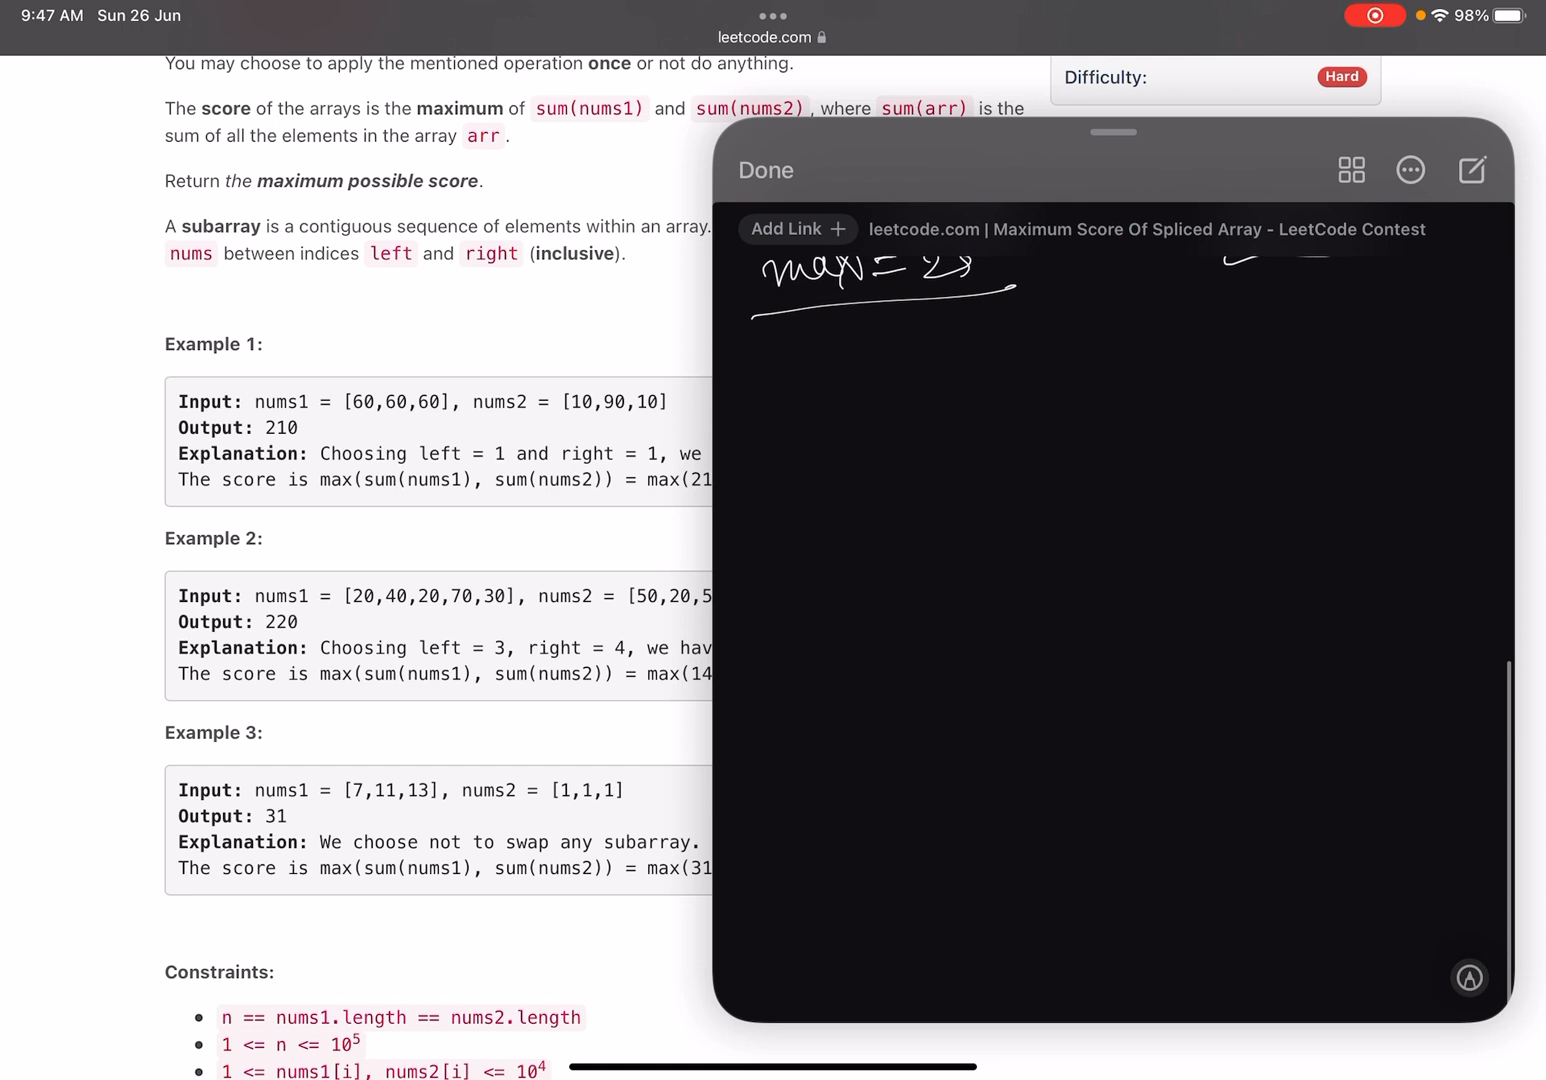 9:47 AM Sun 26 Jun
98%
leetcode.com
You may choose to apply the mentioned operation once or not do anything.
Difficulty:
Hard
The score of the arrays is the maximum of sum(nums1) and sum(nums2), where sum(arr) is the
sum of all the elements in the array arr.
Return the maximum possible score.
A subarray is a contiguous sequence of elements within an array.
nums between indices left and right (inclusive).
Example 1:
Input: nums1 = [60,60,60], nums2 = [10,90,10]
Output: 210
Explanation: Choosing left = 1 and right = 1, we
The score is max(sum(nums1), sum(nums2)) = max(21
Example 2:
Input: nums1 = [20,40,20,70,30], nums2 = [50,20,5
Output: 220
Explanation: Choosing left = 3, right = 4, we hav
The score is max(sum(nums1), sum(nums2)) = max(14
Example 3:
Input: nums1 = [7,11,13], nums2 = [1,1,1]
Output: 31
Explanation: We choose not to swap any subarray.
The score is max(sum(nums1), sum(nums2)) = max(31
Constraints:
n == nums1.length == nums2.length
1 <= n <= 10⁵
1 <= nums1[i], nums2[i] <= 10⁴
Done
Add Link + leetcode.com | Maximum Score Of Spliced Array - LeetCode Contest
max =